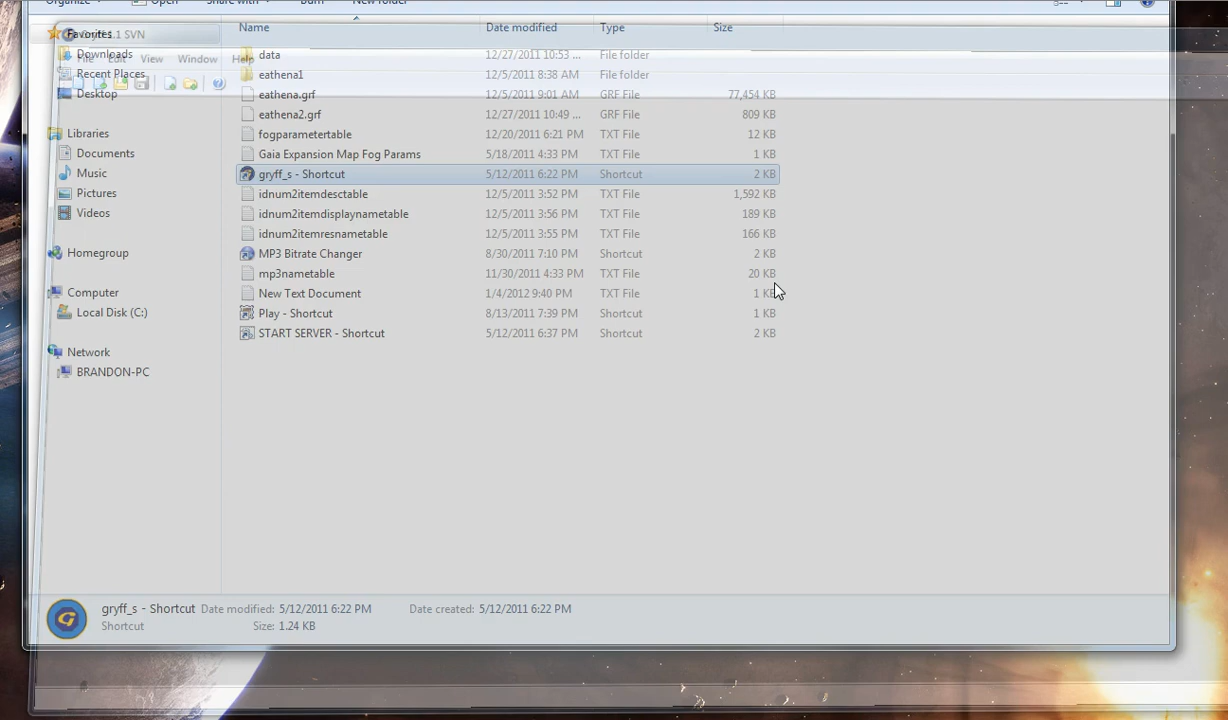 Organize Open Share with Burn New folder
Name Date modified Type Size
Favorites
1.1 SVN
Downloads
File Edit View Window Help
Recent Places
Desktop
Libraries
Documents
Music
Pictures
Videos
Homegroup
Computer
Local Disk (C:)
Network
BRANDON-PC
data 12/27/2011 10:53 ... File folder
eathena1 12/5/2011 8:38 AM File folder
eathena.grf 12/5/2011 9:01 AM GRF File 77,454 KB
eathena2.grf 12/27/2011 10:49 ... GRF File 809 KB
fogparametertable 12/20/2011 6:21 PM TXT File 12 KB
Gaia Expansion Map Fog Params 5/18/2011 4:33 PM TXT File 1 KB
gryff_s - Shortcut 5/12/2011 6:22 PM Shortcut 2 KB
idnum2itemdesctable 12/5/2011 3:52 PM TXT File 1,592 KB
idnum2itemdisplaynametable 12/5/2011 3:56 PM TXT File 189 KB
idnum2itemresnametable 12/5/2011 3:55 PM TXT File 166 KB
MP3 Bitrate Changer 8/30/2011 7:10 PM Shortcut 2 KB
mp3nametable 11/30/2011 4:33 PM TXT File 20 KB
New Text Document 1/4/2012 9:40 PM TXT File 1 KB
Play - Shortcut 8/13/2011 7:39 PM Shortcut 1 KB
START SERVER - Shortcut 5/12/2011 6:37 PM Shortcut 2 KB
gryff_s - Shortcut Date modified: 5/12/2011 6:22 PM Date created: 5/12/2011 6:22 PM
Shortcut Size: 1.24 KB